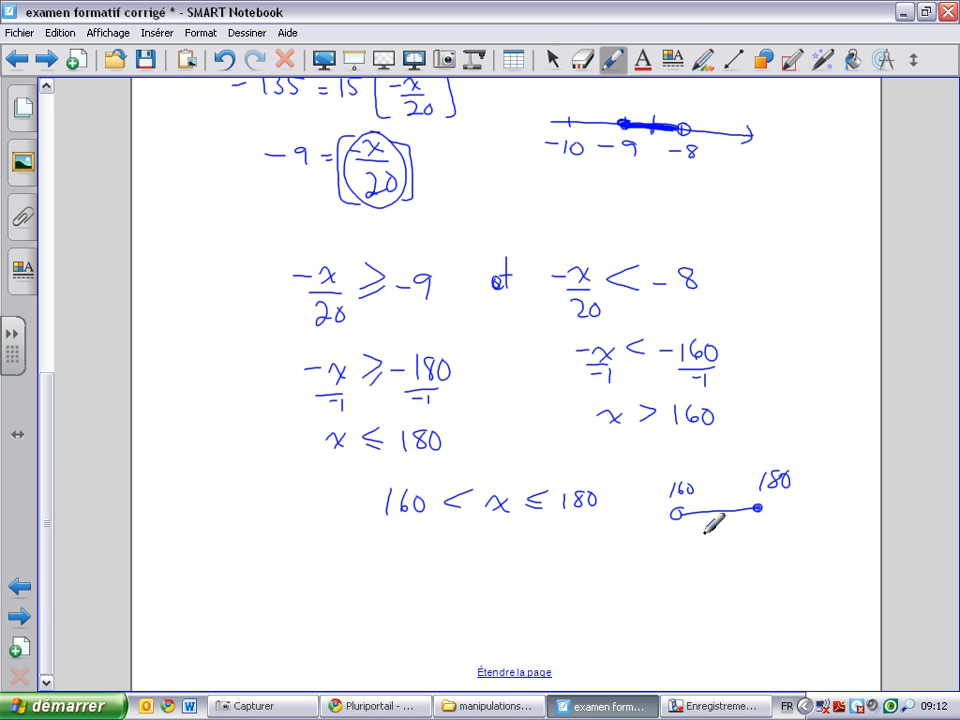 examen formatif corrigé * - SMART Notebook
Fichier Edition Affichage Insérer Format Dessiner Aide
- 135 = 15 [-x/20]
-10 -9 -8
-9 = [-x/20]
-x/20 ≥ -9 et -x/20 < -8
-x/-1 ≥ -180/-1
-x/-1 < -160/-1
x ≤ 180
x > 160
160 < x ≤ 180
160 180
Étendre la page
démarrer Capturer Pluriportail - ... manipulations... examen form... Enregistreme... FR 09:12